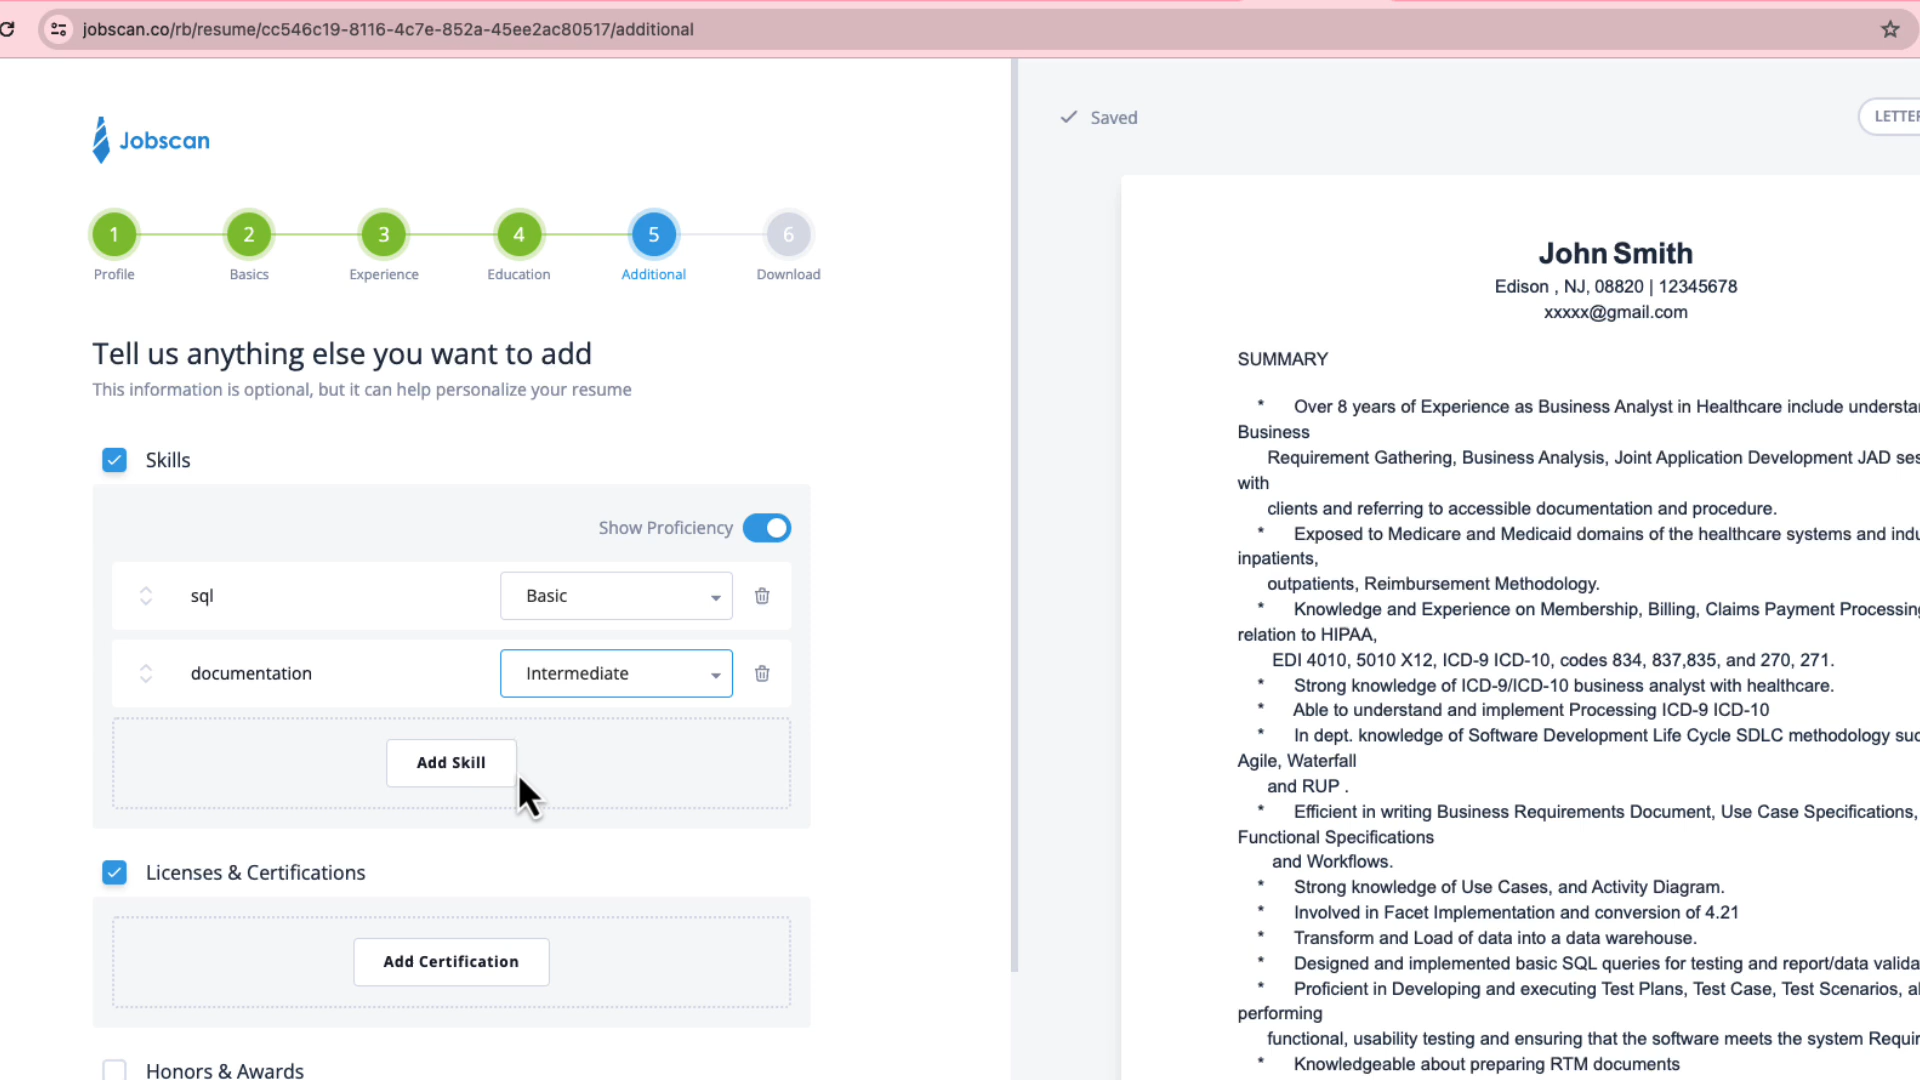 jobscan.co/rb/resume/cc546c19-8116-4c7e-852a-45ee2ac80517/additional
Jobscan
1 2 3 4 5 6
Profile Basics Experience Education Additional Download
Tell us anything else you want to add
This information is optional, but it can help personalize your resume
Skills
Show Proficiency
sql Basic
documentation Intermediate
Add Skill
Licenses & Certifications
Add Certification
Honors & Awards
Saved
LETTER
John Smith
Edison , NJ, 08820 | 12345678
xxxxx@gmail.com
SUMMARY
* Over 8 years of Experience as Business Analyst in Healthcare include
Business
Requirement Gathering, Business Analysis, Joint Application Development JAD
with
clients and referring to accessible documentation and procedure.
* Exposed to Medicare and Medicaid domains of the healthcare systems and
inpatients,
outpatients, Reimbursement Methodology.
* Knowledge and Experience on Membership, Billing, Claims Payment Processing
relation to HIPAA,
EDI 4010, 5010 X12, ICD-9 ICD-10, codes 834, 837,835, and 270, 271.
* Strong knowledge of ICD-9/ICD-10 business analyst with healthcare.
* Able to understand and implement Processing ICD-9 ICD-10
* In dept. knowledge of Software Development Life Cycle SDLC methodology
Agile, Waterfall
and RUP .
* Efficient in writing Business Requirements Document, Use Case Specifications,
Functional Specifications
and Workflows.
* Strong knowledge of Use Cases, and Activity Diagram.
* Involved in Facet Implementation and conversion of 4.21
* Transform and Load of data into a data warehouse.
* Designed and implemented basic SQL queries for testing and report/data
* Proficient in Developing and executing Test Plans, Test Case, Test Scenarios,
performing
functional, usability testing and ensuring that the software meets the system
* Knowledgeable about preparing RTM documents